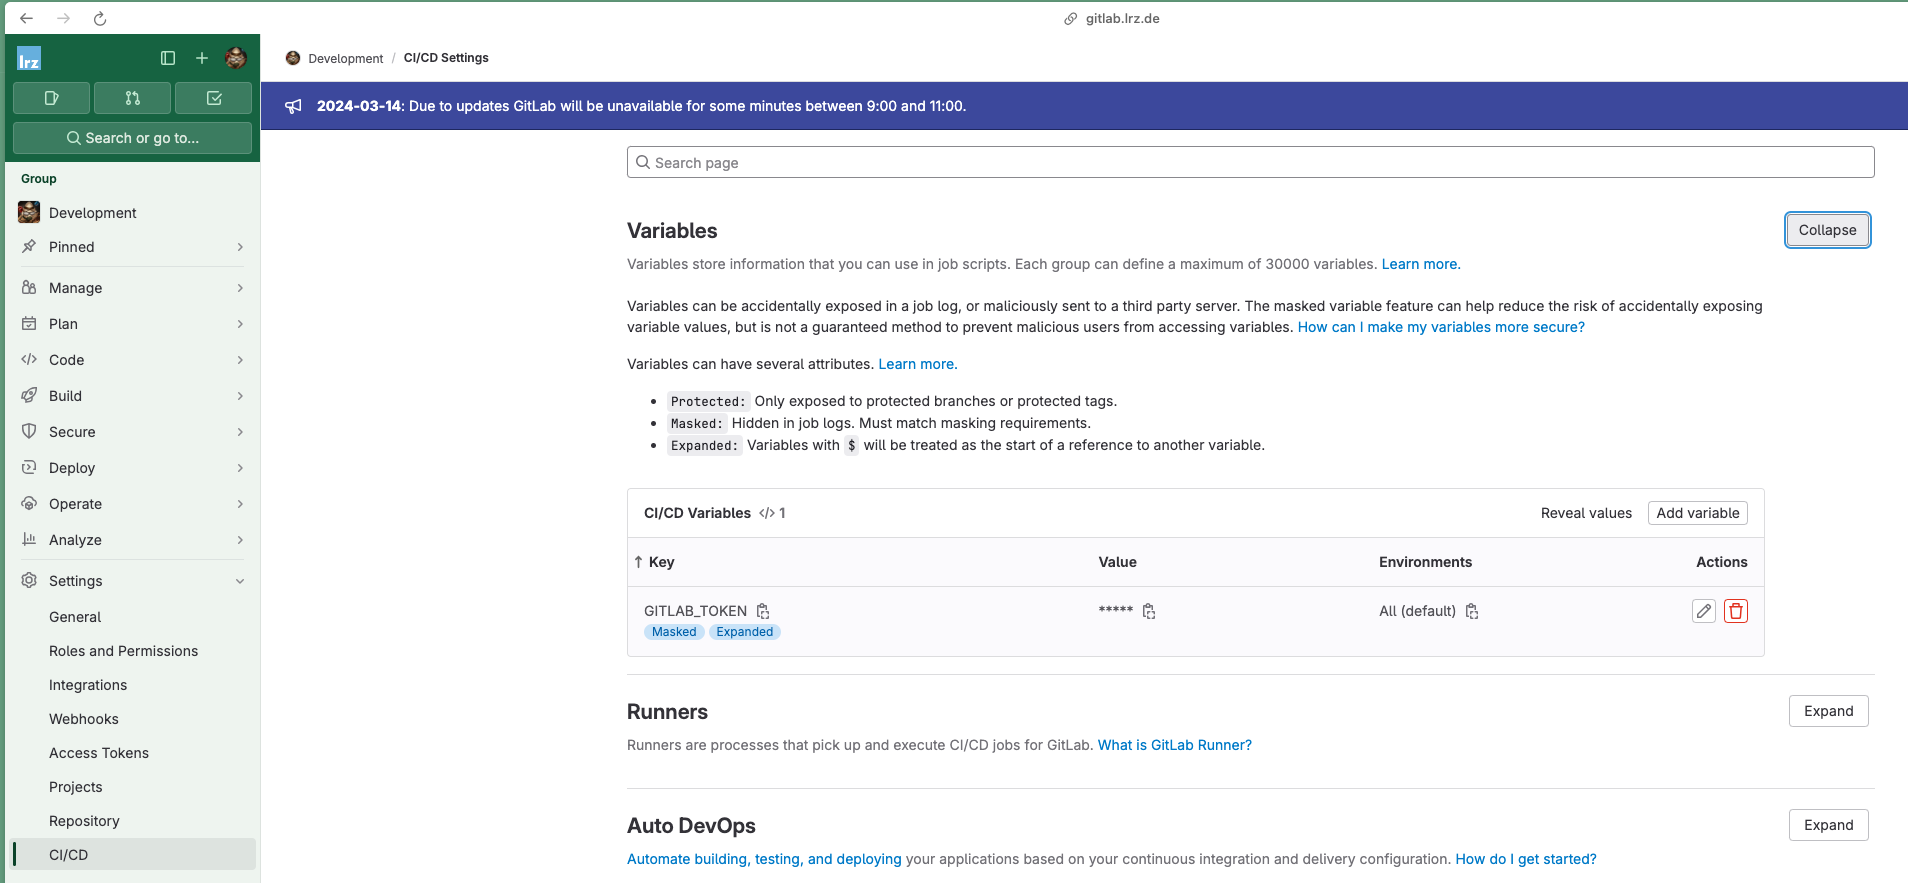 gitlab.lrz.de
lrz
Development / CI/CD Settings
2024-03-14: Due to updates GitLab will be unavailable for some minutes between 9:00 and 11:00.
Search or go to...
Group
Development
Pinned
Manage
Plan
Code
Build
Secure
Deploy
Operate
Analyze
Settings
General
Roles and Permissions
Integrations
Webhooks
Access Tokens
Projects
Repository
CI/CD
Search page
Variables
Collapse
Variables store information that you can use in job scripts. Each group can define a maximum of 30000 variables. Learn more.
Variables can be accidentally exposed in a job log, or maliciously sent to a third party server. The masked variable feature can help reduce the risk of accidentally exposing
variable values, but is not a guaranteed method to prevent malicious users from accessing variables. How can I make my variables more secure?
Variables can have several attributes. Learn more.
• Protected: Only exposed to protected branches or protected tags.
• Masked: Hidden in job logs. Must match masking requirements.
• Expanded: Variables with $ will be treated as the start of a reference to another variable.
CI/CD Variables </> 1 Reveal values Add variable
↑ Key Value Environments Actions
GITLAB_TOKEN ***** All (default)
Masked Expanded
Runners
Expand
Runners are processes that pick up and execute CI/CD jobs for GitLab. What is GitLab Runner?
Auto DevOps
Expand
Automate building, testing, and deploying your applications based on your continuous integration and delivery configuration. How do I get started?